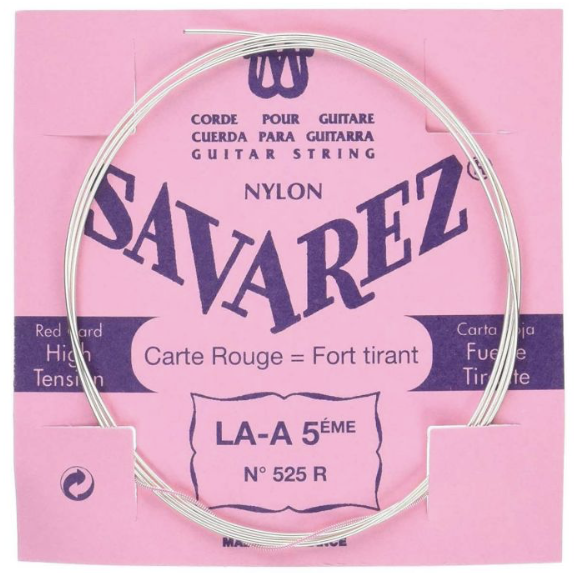 CORDE POUR GUITARE
CUERDA PARA GUITARRA
GUITAR STRING
NYLON
SAVAREZ®
Red Card
High
Tension
Carte Rouge = Fort tirant
Carta Roja
Fuerte
Tirante
LA-A 5ÉME
N° 525 R